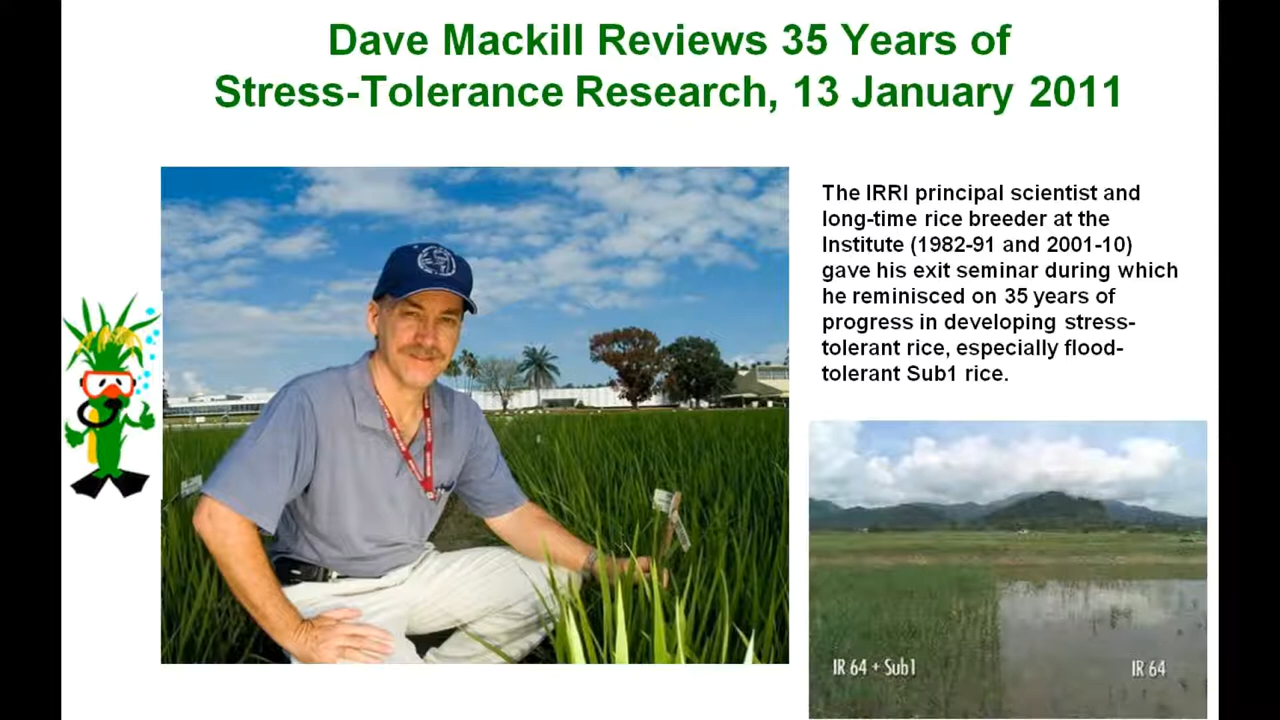 Dave Mackill Reviews 35 Years of
Stress-Tolerance Research, 13 January 2011
The IRRI principal scientist and
long-time rice breeder at the
Institute (1982-91 and 2001-10)
gave his exit seminar during which
he reminisced on 35 years of
progress in developing stress-
tolerant rice, especially flood-
tolerant Sub1 rice.
IR 64 + Sub1
IR 64